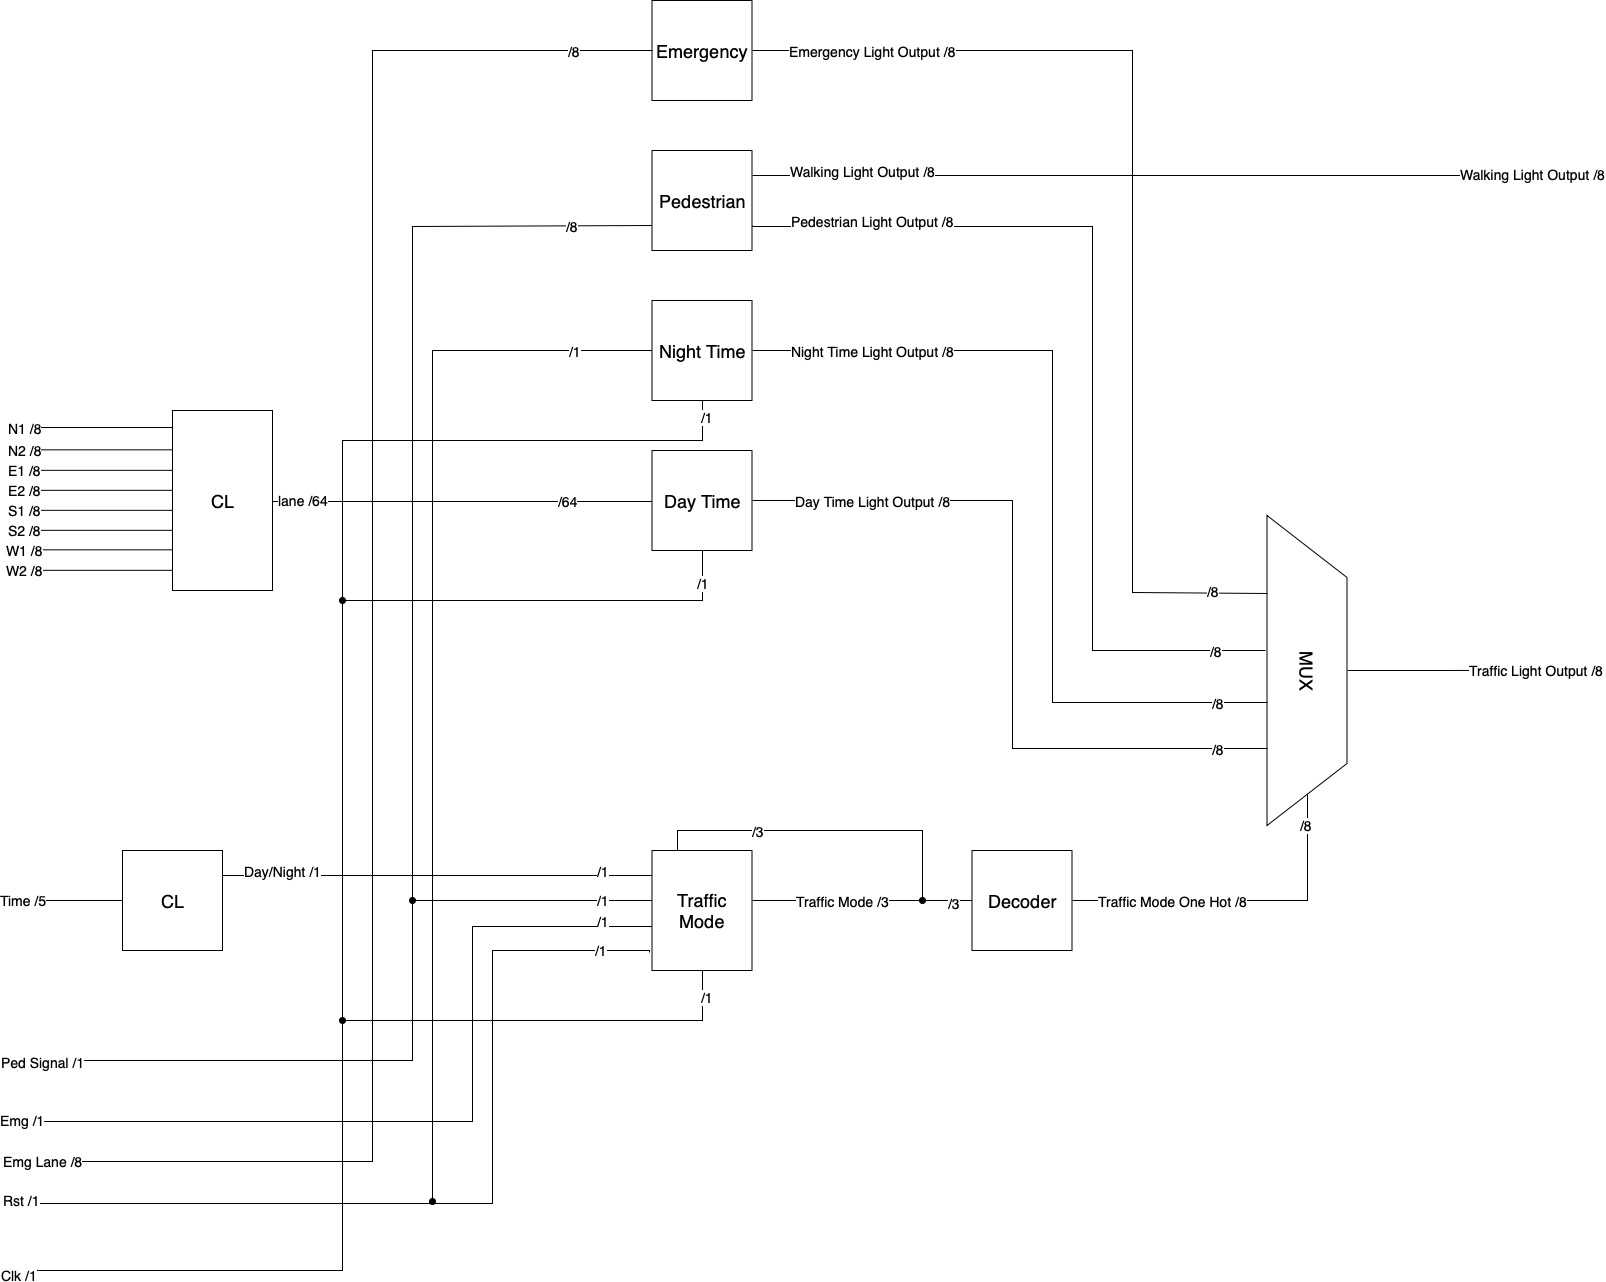 /8
Emergency
Emergency Light Output /8
Pedestrian
Walking Light Output /8
Walking Light Output /8
/8
Pedestrian Light Output /8
/1
Night Time
Night Time Light Output /8
/1
N1 /8
N2 /8
E1 /8
E2 /8
S1 /8
S2 /8
W1 /8
W2 /8
CL
lane /64
/64
Day Time
Day Time Light Output /8
/1
/8
/8
/8
/8
MUX
Traffic Light Output /8
/8
/3
Time /5
CL
Day/Night /1
/1
/1
/1
/1
Traffic
Mode
Traffic Mode /3
/3
Decoder
Traffic Mode One Hot /8
/1
Ped Signal /1
Emg /1
Emg Lane /8
Rst /1
Clk /1